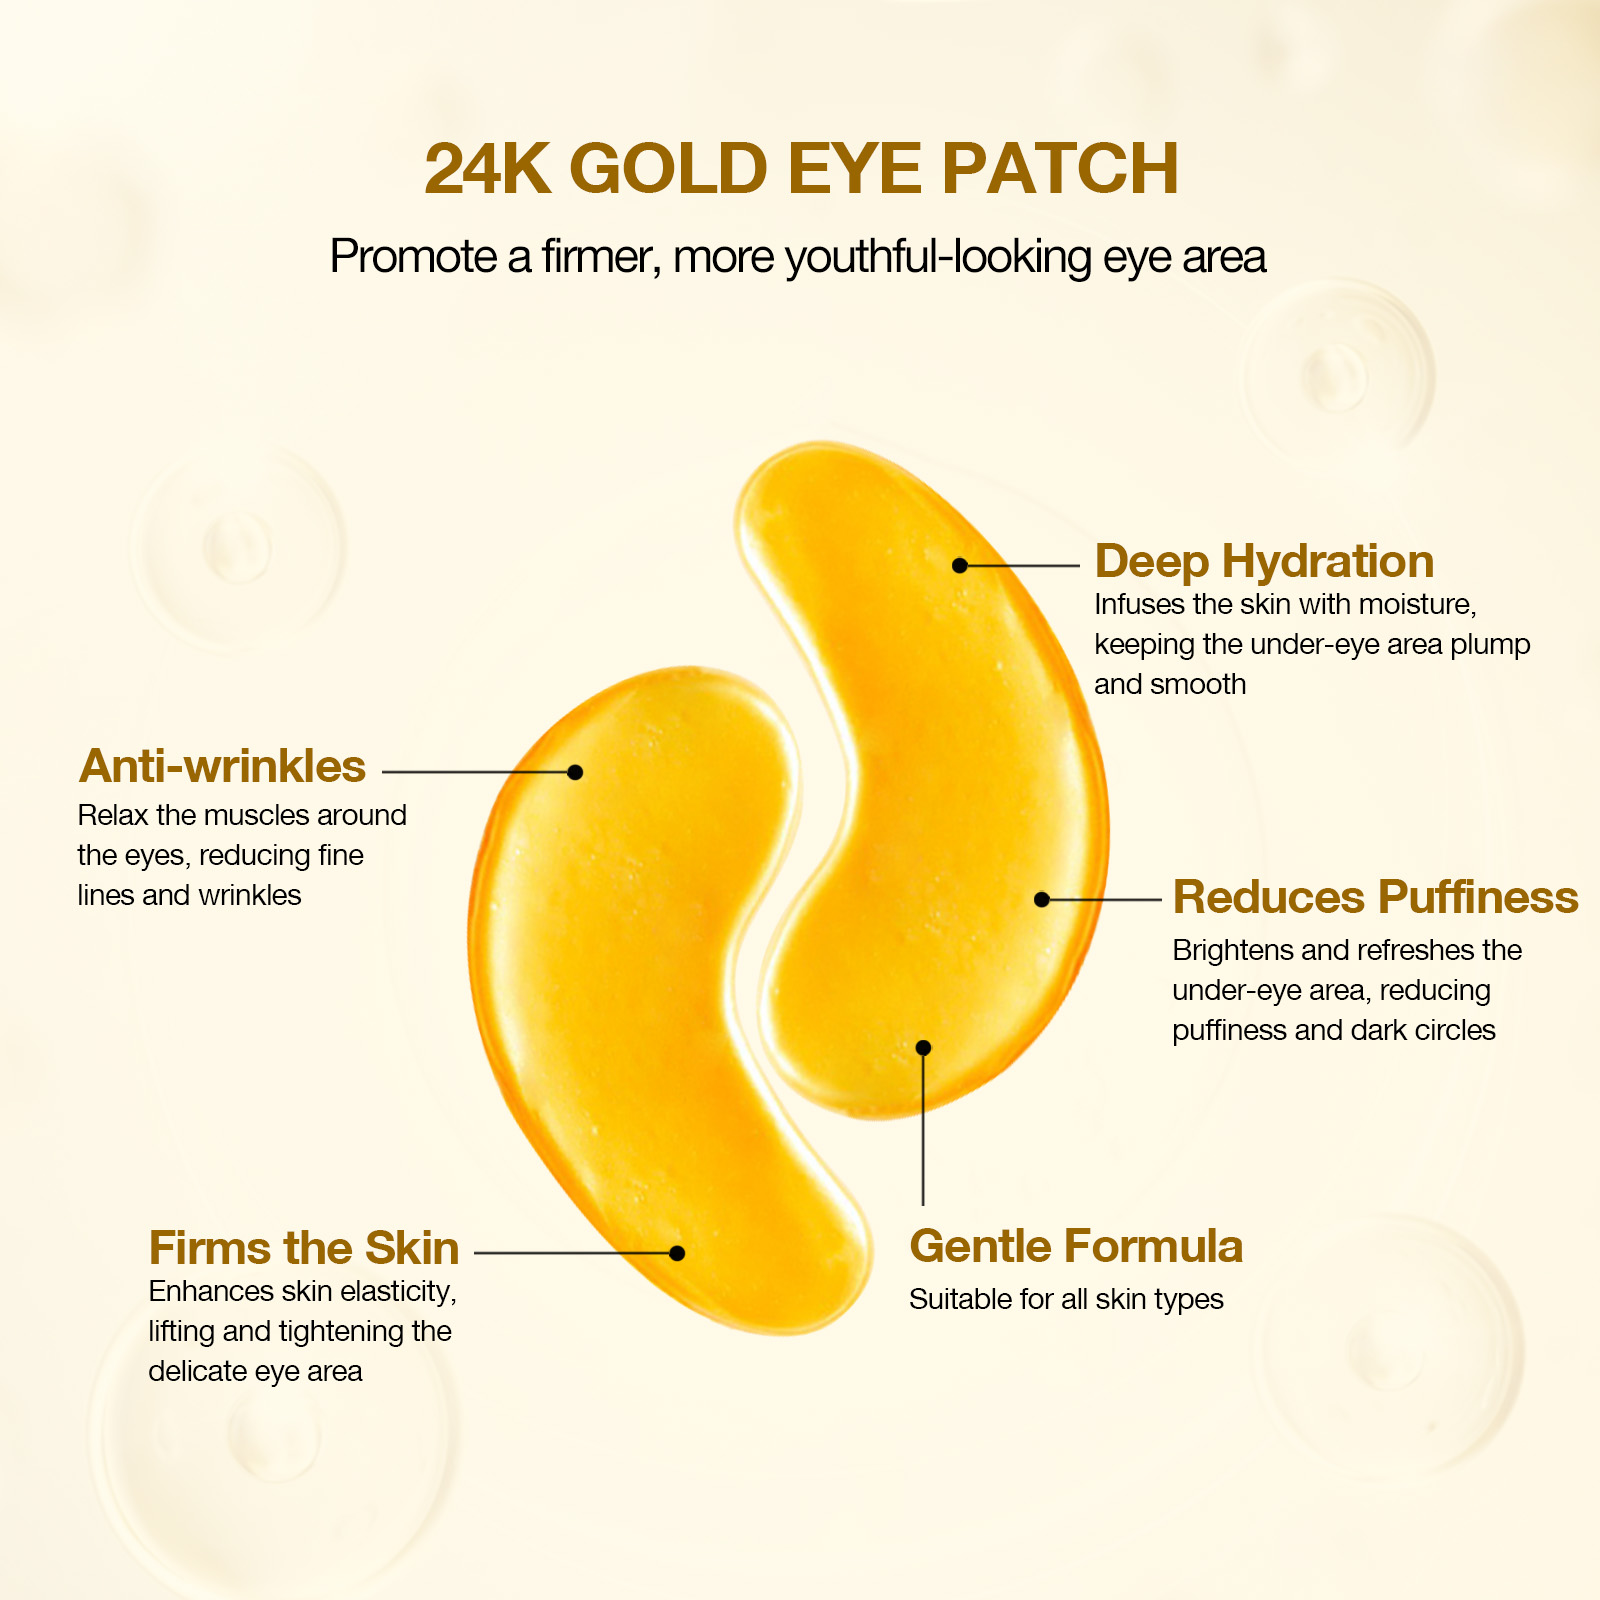 24K GOLD EYE PATCH
Promote a firmer, more youthful-looking eye area
Deep Hydration
Infuses the skin with moisture,
keeping the under-eye area plump
and smooth
Anti-wrinkles
Relax the muscles around
the eyes, reducing fine
lines and wrinkles
Reduces Puffiness
Brightens and refreshes the
under-eye area, reducing
puffiness and dark circles
Firms the Skin
Enhances skin elasticity,
lifting and tightening the
delicate eye area
Gentle Formula
Suitable for all skin types